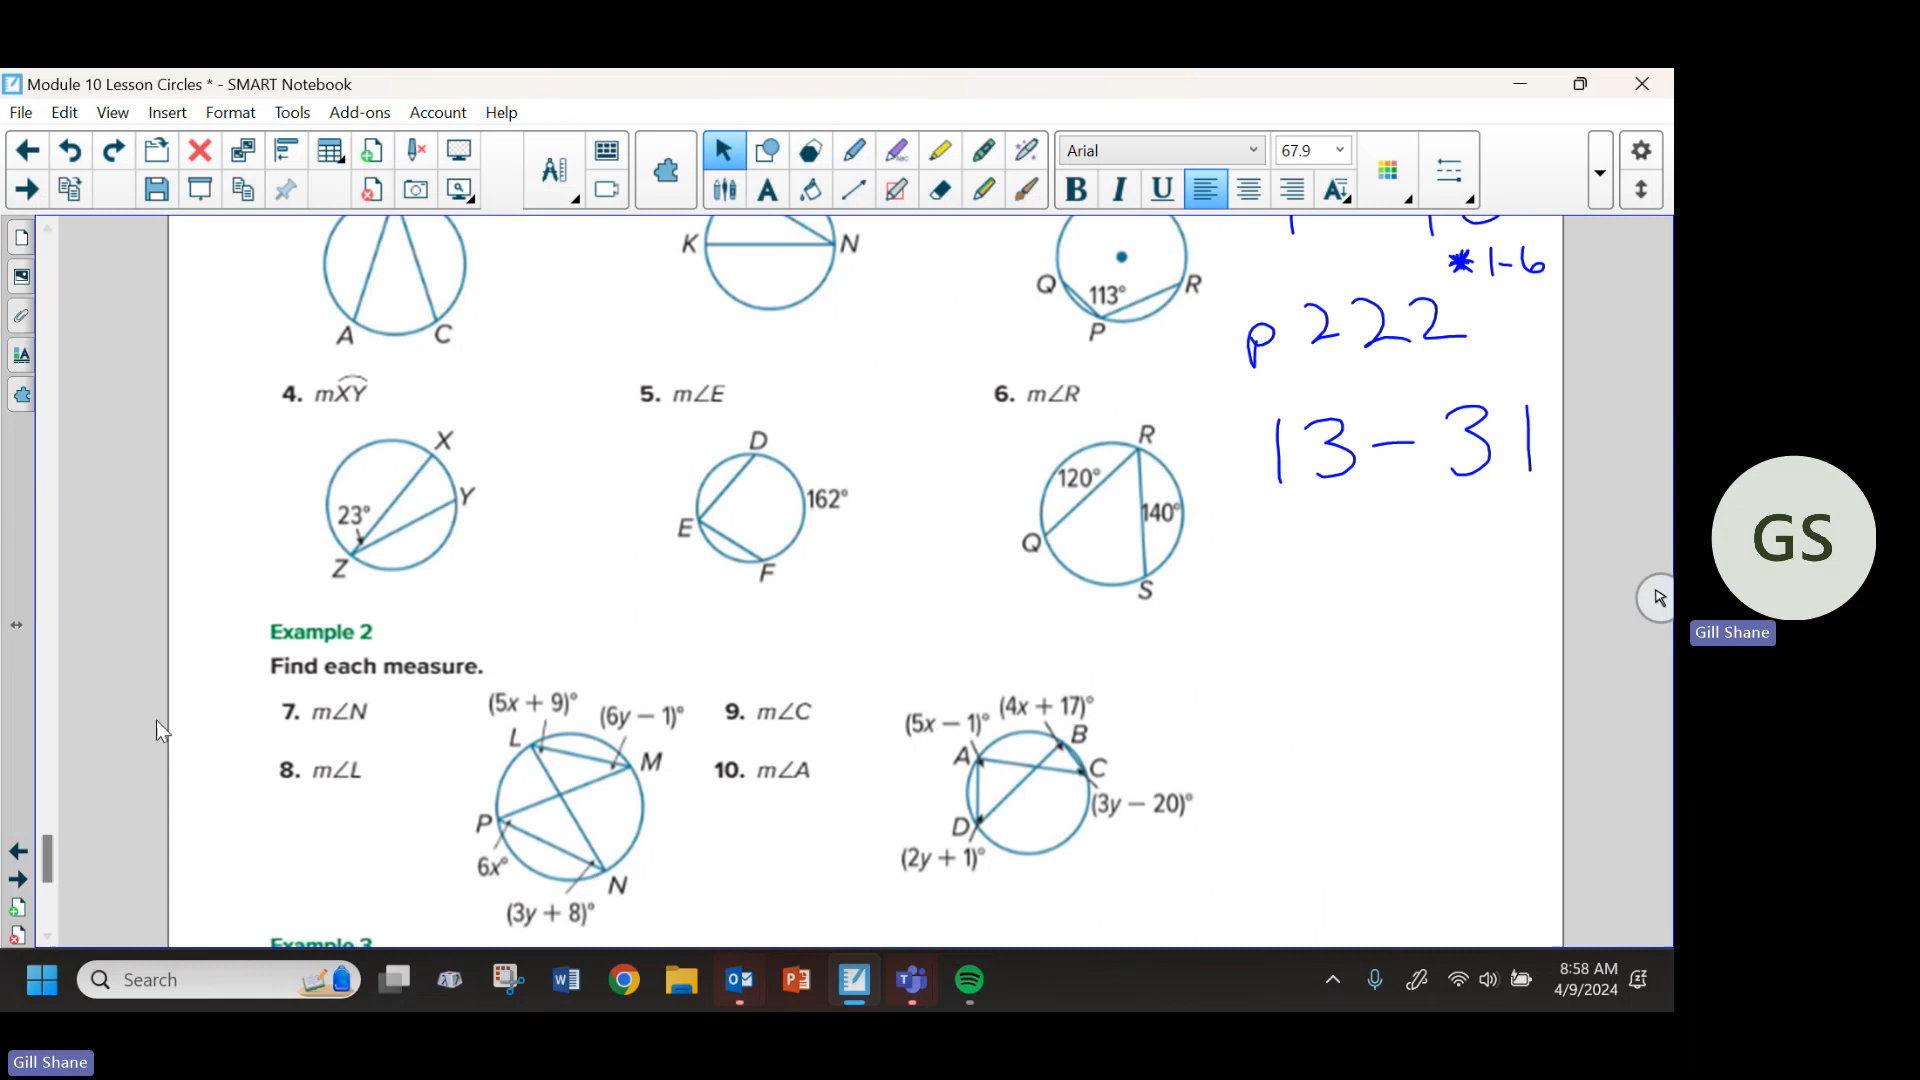 Module 10 Lesson Circles * - SMART Notebook
File Edit View Insert Format Tools Add-ons Account Help
Arial 67.9
B I U
K N
Q R
113°
A C P
* 1-6
p 222
13-31
4. mXY
5. m∠E
6. m∠R
X Y Z
23°
D E F
162°
R Q S
120° 140°
Example 2
Find each measure.
7. m∠N
8. m∠L
(5x + 9)°
(6y − 1)°
L M
P N
6x°
(3y + 8)°
9. m∠C
10. m∠A
(5x − 1)°
(4x + 17)°
A B C D
(3y − 20)°
(2y + 1)°
Example 3
Search
8:58 AM
4/9/2024
GS
Gill Shane
Gill Shane